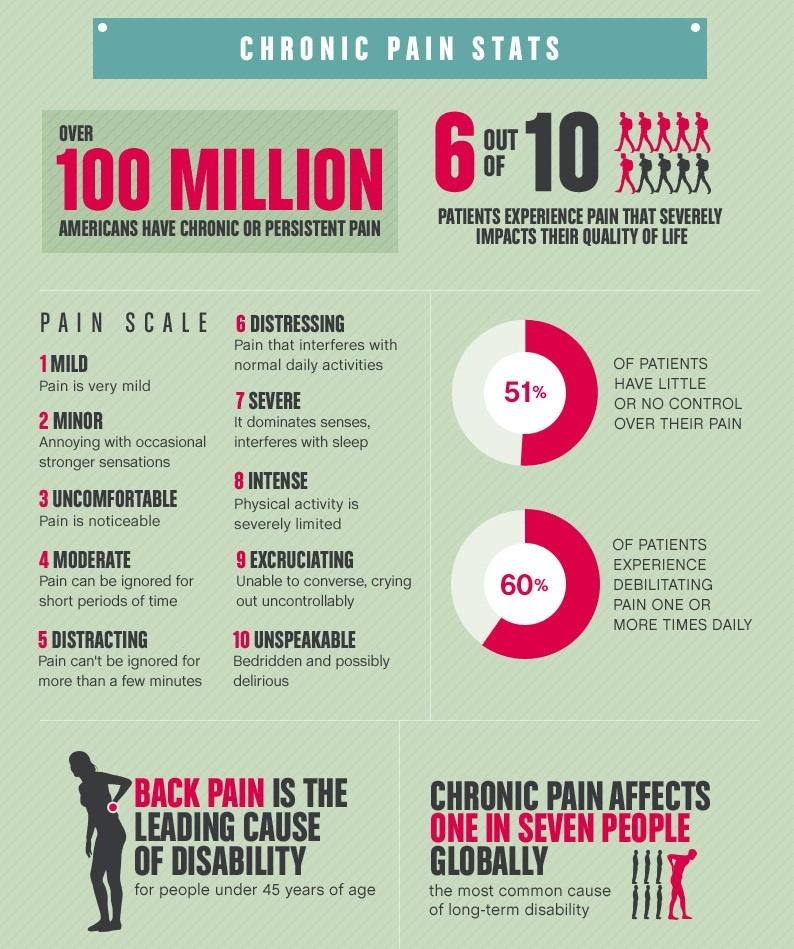 CHRONIC PAIN STATS
OVER
100 MILLION
AMERICANS HAVE CHRONIC OR PERSISTENT PAIN
6 OUT OF 10
PATIENTS EXPERIENCE PAIN THAT SEVERELY
IMPACTS THEIR QUALITY OF LIFE
PAIN SCALE
1 MILD
Pain is very mild
2 MINOR
Annoying with occasional
stronger sensations
3 UNCOMFORTABLE
Pain is noticeable
4 MODERATE
Pain can be ignored for
short periods of time
5 DISTRACTING
Pain can't be ignored for
more than a few minutes
6 DISTRESSING
Pain that interferes with
normal daily activities
7 SEVERE
It dominates senses,
interferes with sleep
8 INTENSE
Physical activity is
severely limited
9 EXCRUCIATING
Unable to converse, crying
out uncontrollably
10 UNSPEAKABLE
Bedridden and possibly
delirious
51%
OF PATIENTS
HAVE LITTLE
OR NO CONTROL
OVER THEIR PAIN
60%
OF PATIENTS
EXPERIENCE
DEBILITATING
PAIN ONE OR
MORE TIMES DAILY
BACK PAIN IS THE
LEADING CAUSE
OF DISABILITY
for people under 45 years of age
CHRONIC PAIN AFFECTS
ONE IN SEVEN PEOPLE
GLOBALLY
the most common cause
of long-term disability